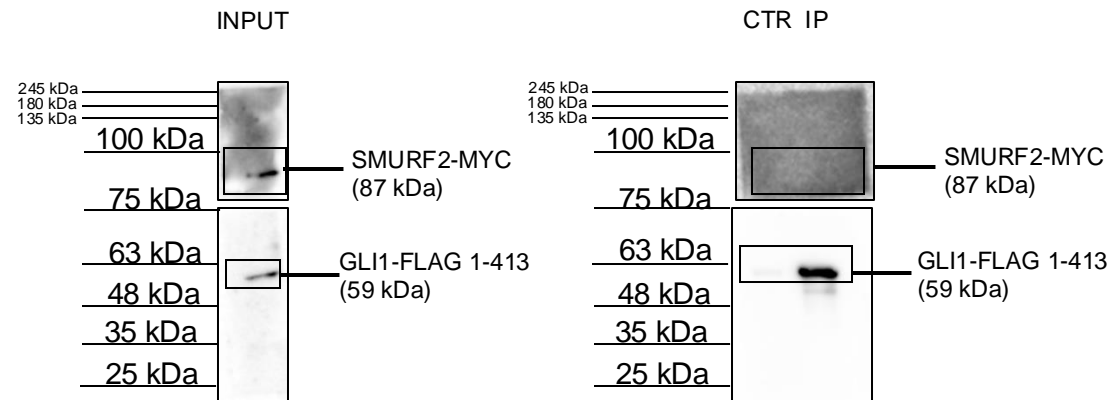 INPUT
245 kDa
180 kDa
135 kDa
100 kDa
SMURF2-MYC
(87 kDa)
75 kDa
63 kDa
GLI1-FLAG 1-413
(59 kDa)
48 kDa
35 kDa
25 kDa
CTR IP
245 kDa
180 kDa
135 kDa
100 kDa
SMURF2-MYC
(87 kDa)
75 kDa
63 kDa
GLI1-FLAG 1-413
(59 kDa)
48 kDa
35 kDa
25 kDa